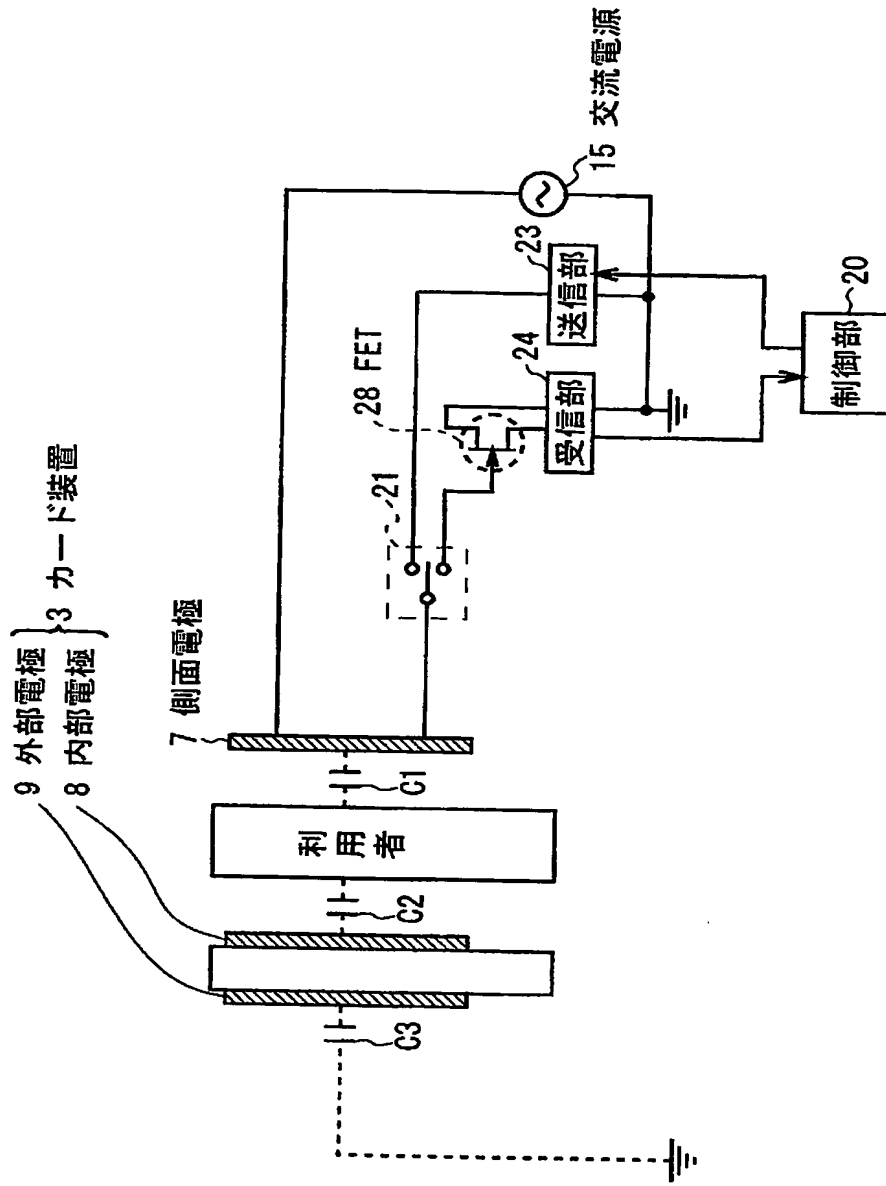 9 外部電極
8 内部電極
3 カード装置
7 側面電極
C1
利用者
C2
C3
21
28 FET
24
受信部
23
送信部
15 交流電源
20
制御部